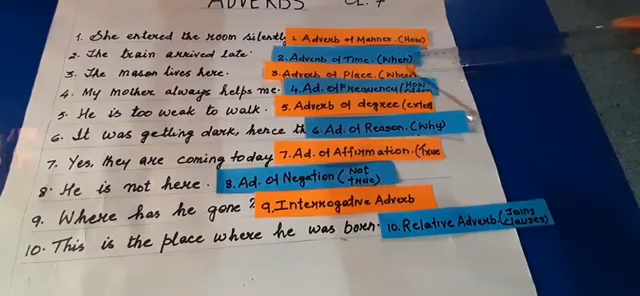 ADVERBS CL. 7
1. She entered the room silently 1. Adverb of Manner. (How)
2. The train arrived late. 2. Adverb of Time. (When)
3. The mason lives here. 3. Adverb of Place. (Where
4. My mother always helps me. 4. Ad. of Frequency (HOW
5. He is too weak to walk. 5. Adverb of degree (exten
6. It was getting dark, hence th 6. Ad. of Reason. (Why)
7. Yes, they are coming today 7. Ad. of Affirmation. (True
8. He is not here. 8. Ad. of Negation (NOT TRUE)
9. Where has he gone? 9. Interrogative Adverb
10. This is the place where he was born. 10. Relative Adverb (Joins clauses)